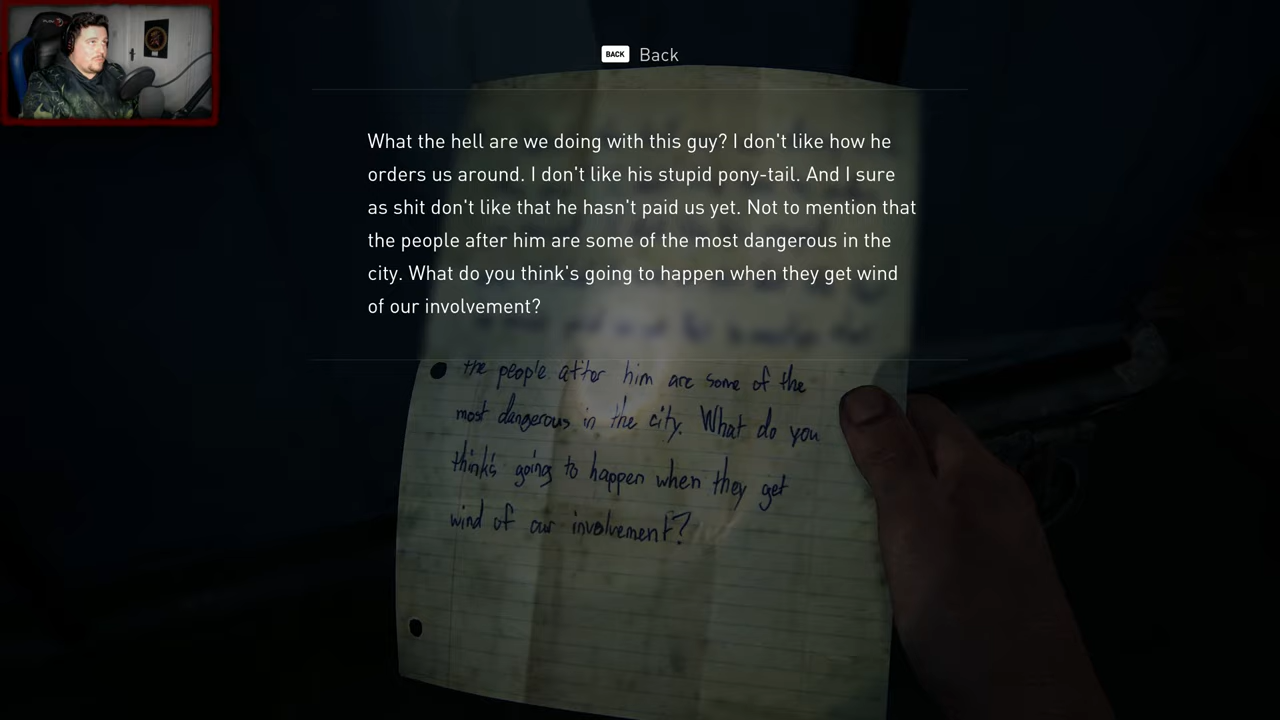 BACK Back
What the hell are we doing with this guy? I don't like how he
orders us around. I don't like his stupid pony-tail. And I sure
as shit don't like that he hasn't paid us yet. Not to mention that
the people after him are some of the most dangerous in the
city. What do you think's going to happen when they get wind
of our involvement?
the people after him are some of the
most dangerous in the city. What do you
think's going to happen when they get
wind of our involvement?